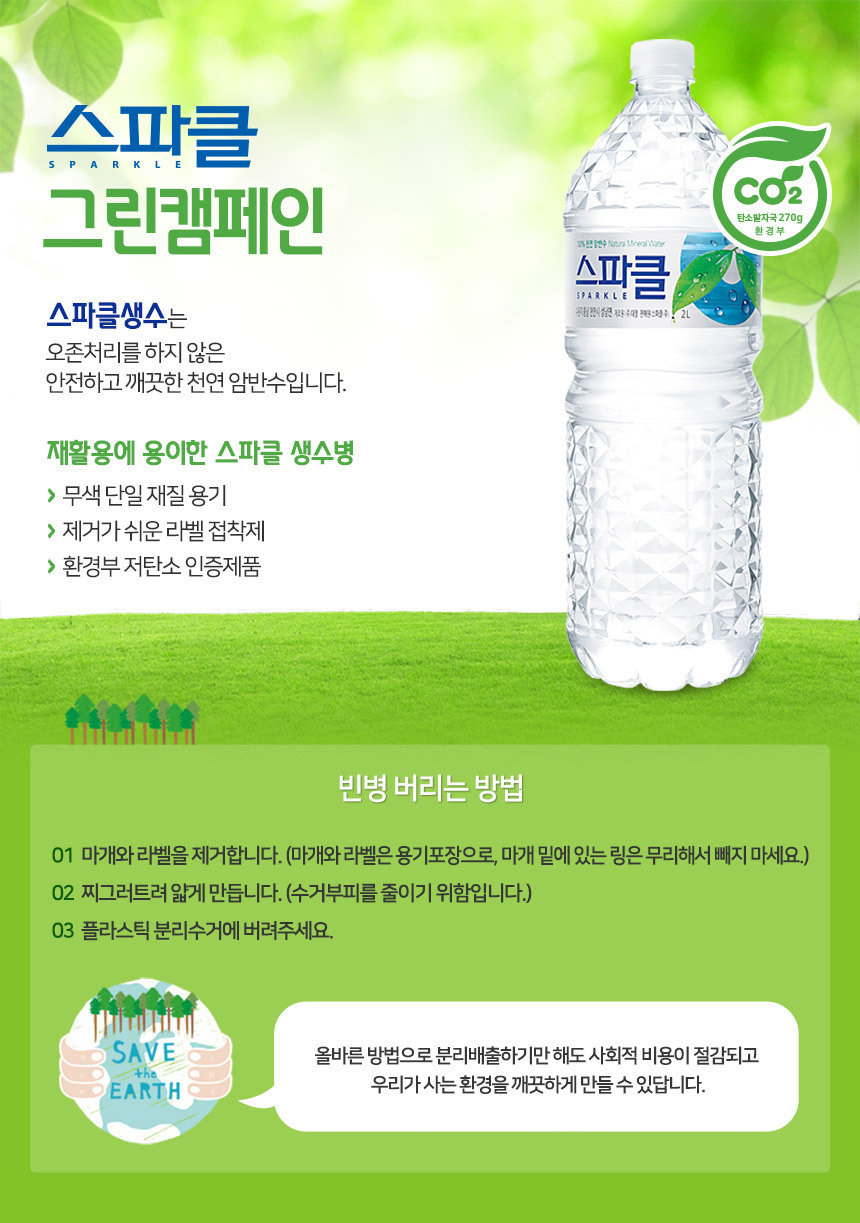 스파클
SPARKLE
그린캠페인
CO2
탄소발자국 270g
환경부
100% 천연 암반수 Natural Mineral Water
스파클
SPARKLE
2L
스파클생수는
오존처리를 하지 않은
안전하고 깨끗한 천연 암반수입니다.
재활용에 용이한 스파클 생수병
> 무색 단일 재질 용기
> 제거가 쉬운 라벨 접착제
> 환경부 저탄소 인증제품
빈병 버리는 방법
01 마개와 라벨을 제거합니다. (마개와 라벨은 용기포장으로, 마개 밑에 있는 링은 무리해서 빼지 마세요.)
02 찌그러트려 얇게 만듭니다. (수거부피를 줄이기 위함입니다.)
03 플라스틱 분리수거에 버려주세요.
SAVE
the
EARTH
올바른 방법으로 분리배출하기만 해도 사회적 비용이 절감되고
우리가 사는 환경을 깨끗하게 만들 수 있답니다.